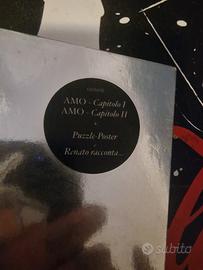 AMO - Capitolo I
AMO - Capitolo II
+
Puzzle-Poster
e
Renato racconta...
subito